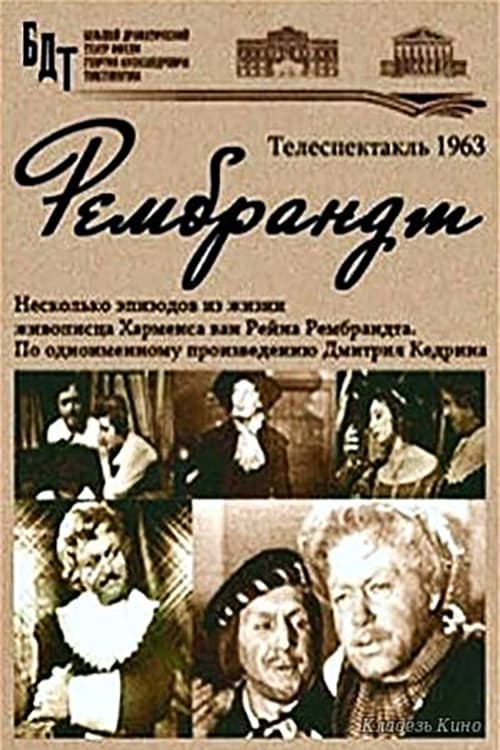 БДТ
БОЛЬШОЙ ДРАМАТИЧЕСКИЙ
ТЕАТР ИМЕНИ
ГЕОРГИЯ АЛЕКСАНДРОВИЧА
ТОВСТОНОГОВА
Телеспектакль 1963
Рембрандт
Несколько эпизодов из жизни
живописца Харменса ван Рейна Рембрандта.
По одноименному произведению Дмитрия Кедрина
Кладезь Кино